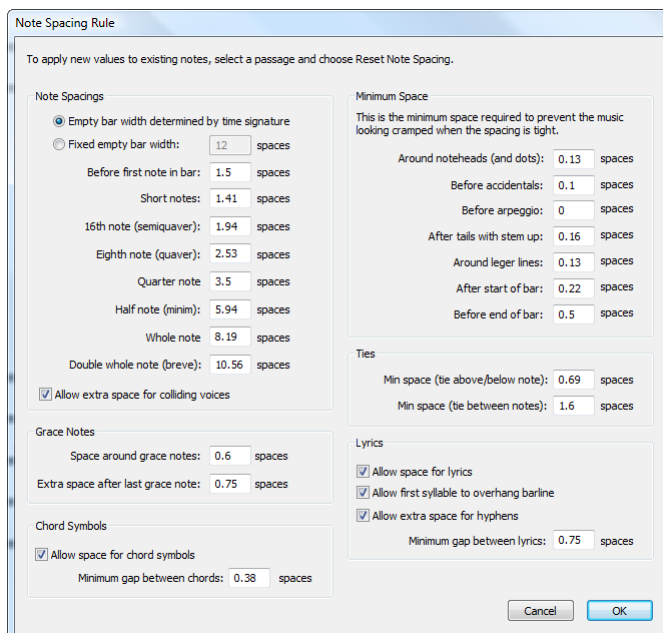 Note Spacing Rule
To apply new values to existing notes, select a passage and choose Reset Note Spacing.
Note Spacings
Empty bar width determined by time signature
Fixed empty bar width: 12 spaces
Before first note in bar: 1.5 spaces
Short notes: 1.41 spaces
16th note (semiquaver): 1.94 spaces
Eighth note (quaver): 2.53 spaces
Quarter note 3.5 spaces
Half note (minim): 5.94 spaces
Whole note 8.19 spaces
Double whole note (breve): 10.56 spaces
Allow extra space for colliding voices
Grace Notes
Space around grace notes: 0.6 spaces
Extra space after last grace note: 0.75 spaces
Chord Symbols
Allow space for chord symbols
Minimum gap between chords: 0.38 spaces
Minimum Space
This is the minimum space required to prevent the music
looking cramped when the spacing is tight.
Around noteheads (and dots): 0.13 spaces
Before accidentals: 0.1 spaces
Before arpeggio: 0 spaces
After tails with stem up: 0.16 spaces
Around leger lines: 0.13 spaces
After start of bar: 0.22 spaces
Before end of bar: 0.5 spaces
Ties
Min space (tie above/below note): 0.69 spaces
Min space (tie between notes): 1.6 spaces
Lyrics
Allow space for lyrics
Allow first syllable to overhang barline
Allow extra space for hyphens
Minimum gap between lyrics: 0.75 spaces
Cancel OK